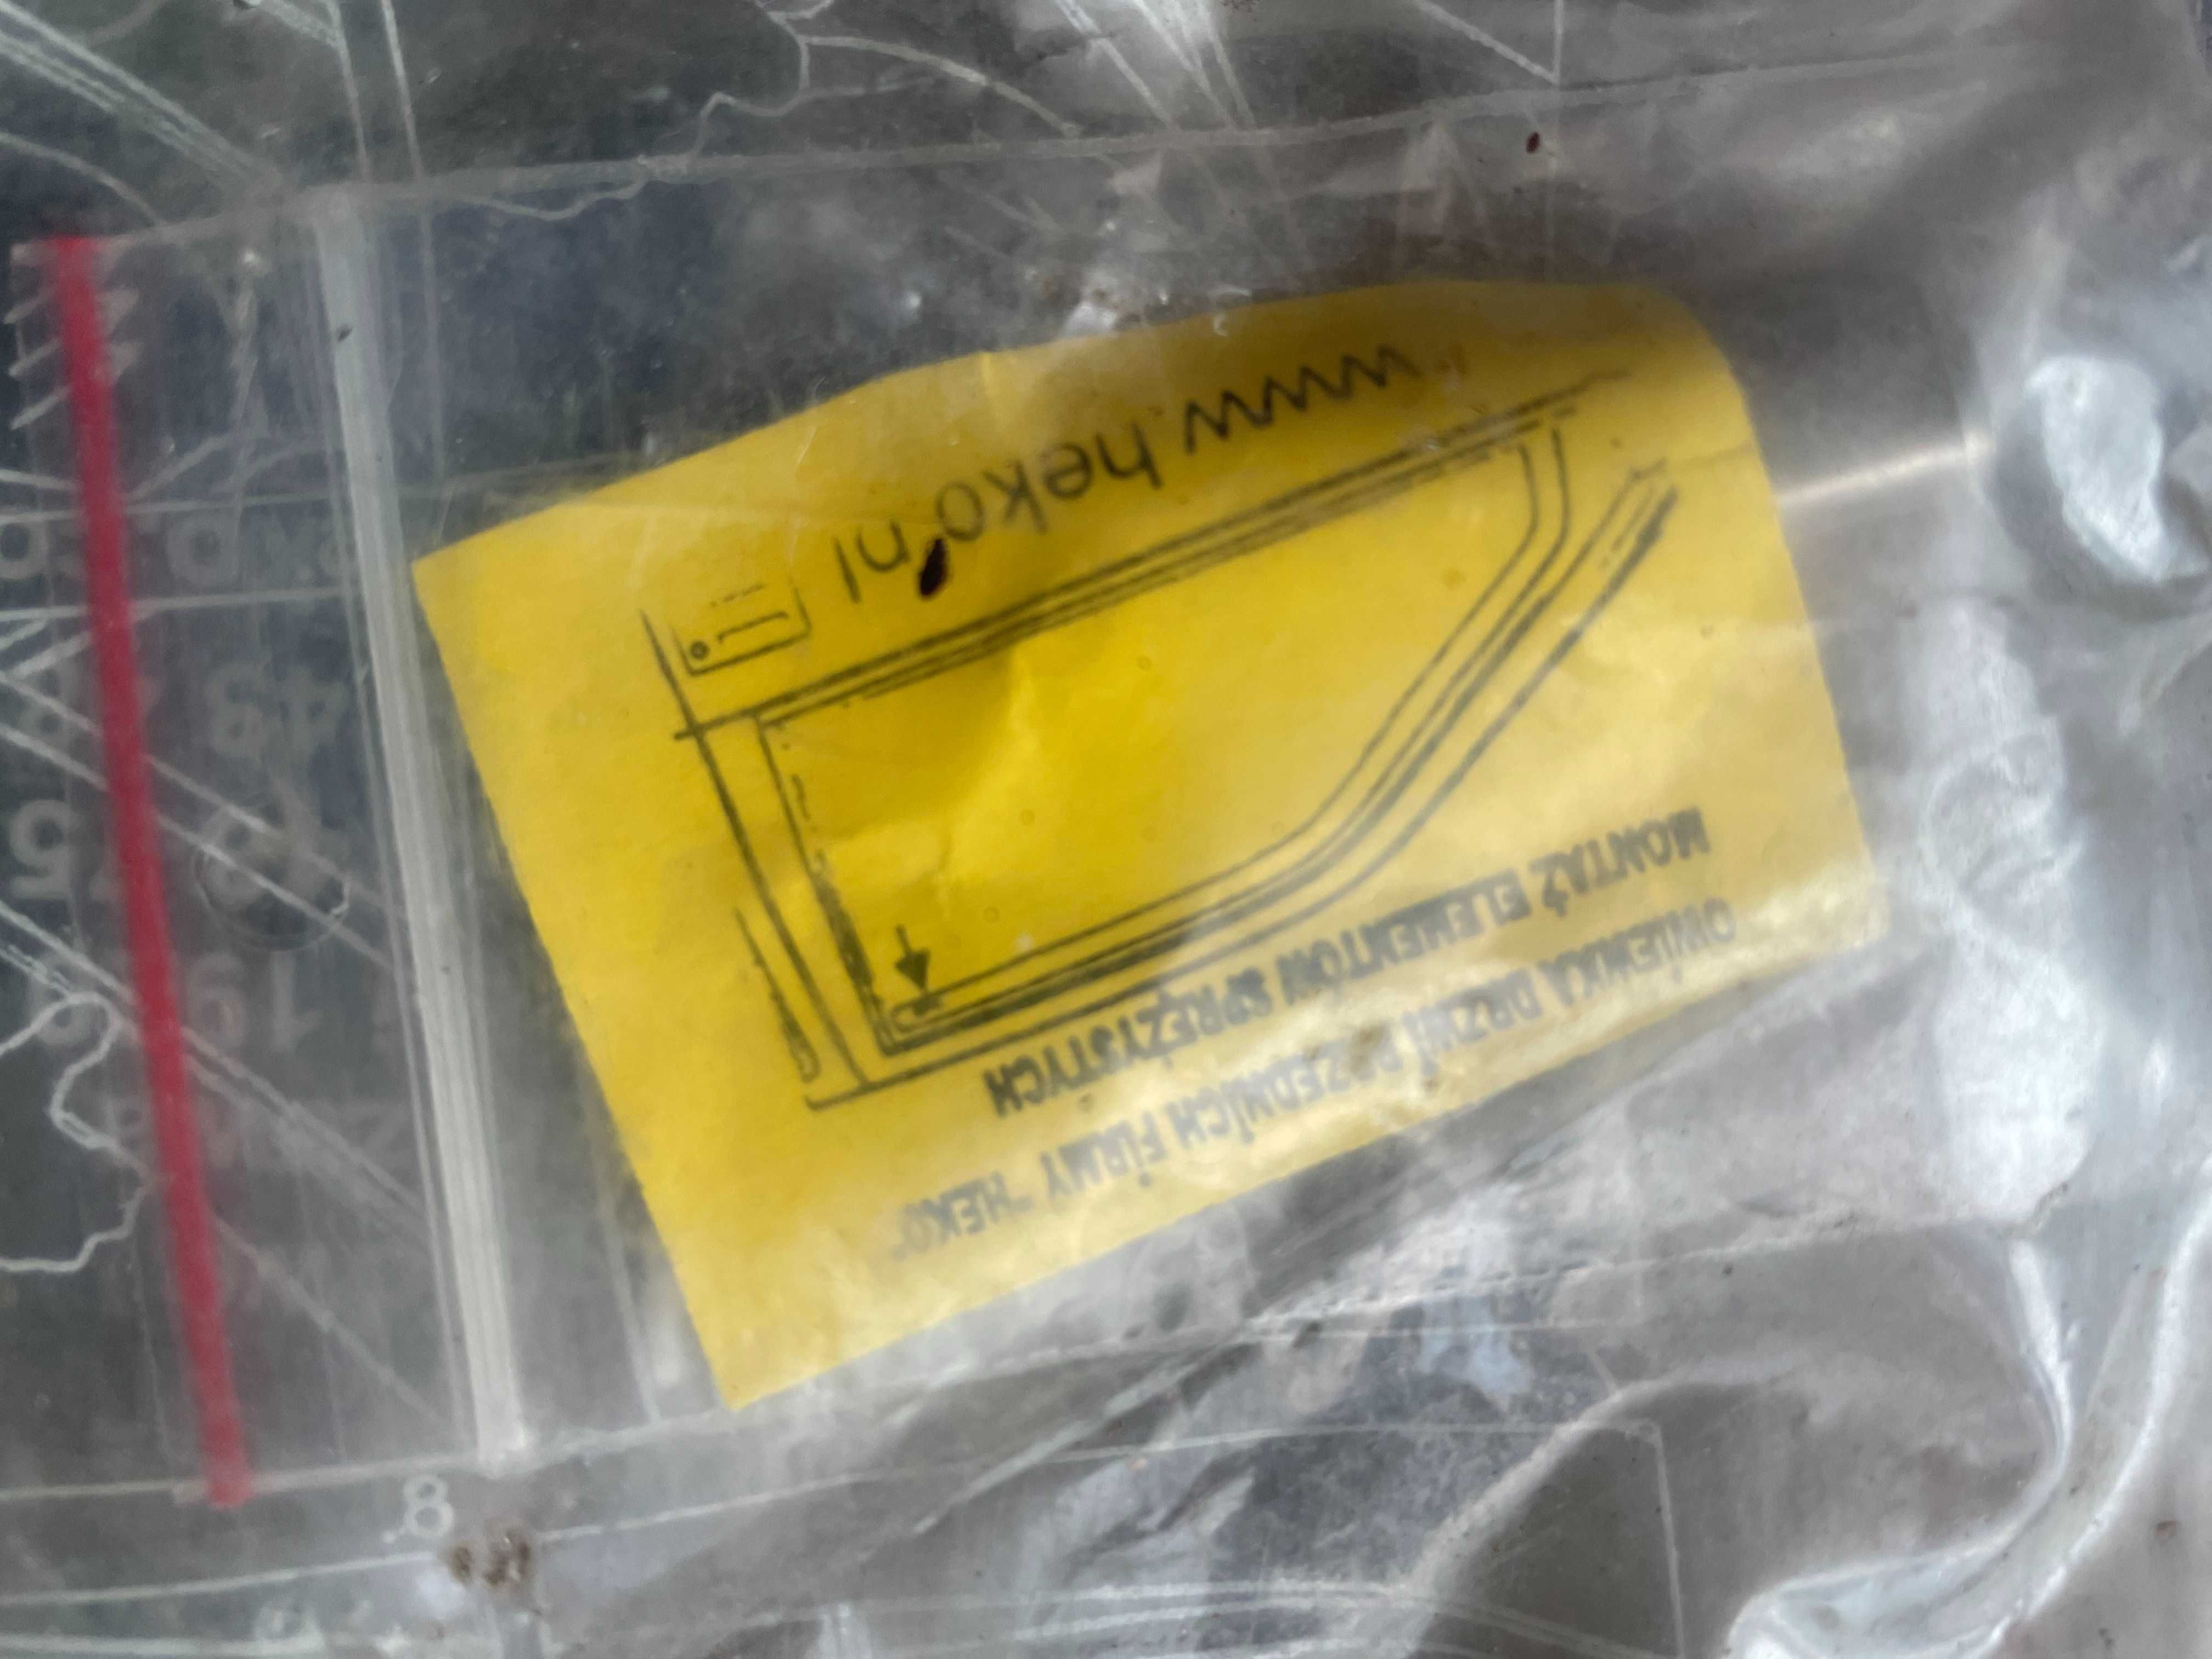 OWiEWKA DRZWi PRZEDNiCH FiRMY "HEKO"
MONTAŻ ELEMENTÓW SPRĘŻYSTYCH
www.heko.nl